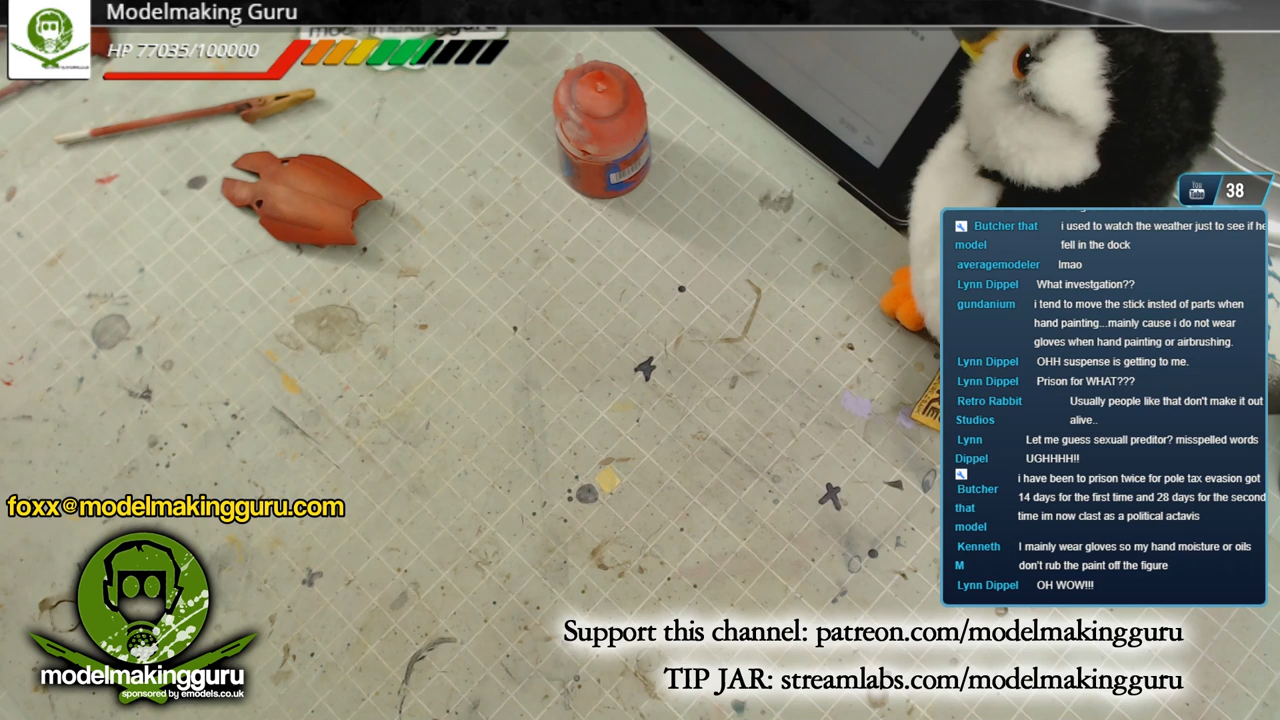 Modelmaking Guru
HP 77035/100000
You
Tube
38
Butcher that
model
i used to watch the weather just to see if he
fell in the dock
averagemodeler
lmao
Lynn Dippel
What investgation??
gundanium
i tend to move the stick insted of parts when
hand painting...mainly cause i do not wear
gloves when hand painting or airbrushing.
Lynn Dippel
OHH suspense is getting to me.
Lynn Dippel
Prison for WHAT???
Retro Rabbit
Studios
Usually people like that don't make it out
alive..
Lynn
Dippel
Let me guess sexuall preditor? misspelled words
UGHHHH!!
Butcher
that
model
i have been to prison twice for pole tax evasion got
14 days for the first time and 28 days for the second
time im now clast as a political actavis
Kenneth
M
I mainly wear gloves so my hand moisture or oils
don't rub the paint off the figure
Lynn Dippel
OH WOW!!!
foxx@modelmakingguru.com
modelmakingguru
sponsored by emodels.co.uk
Support this channel: patreon.com/modelmakingguru
TIP JAR: streamlabs.com/modelmakingguru